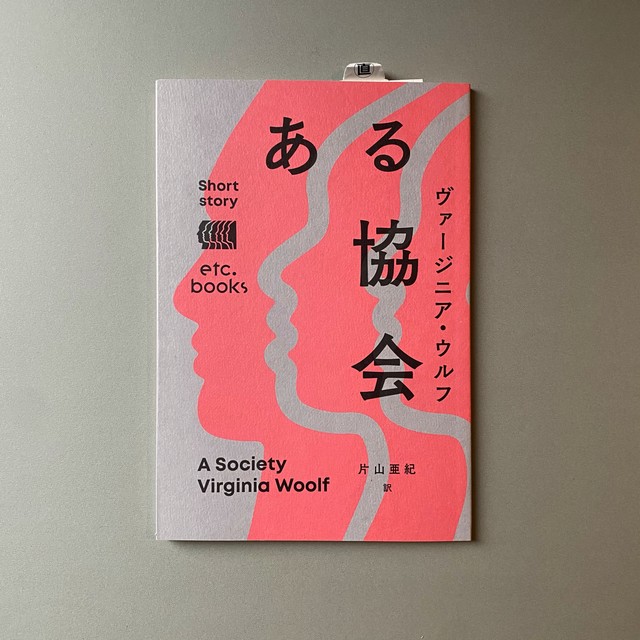 直
ある
協
会
ヴァージニア・ウルフ
Short
story
etc.
books
A Society
Virginia Woolf
片山亜紀
訳